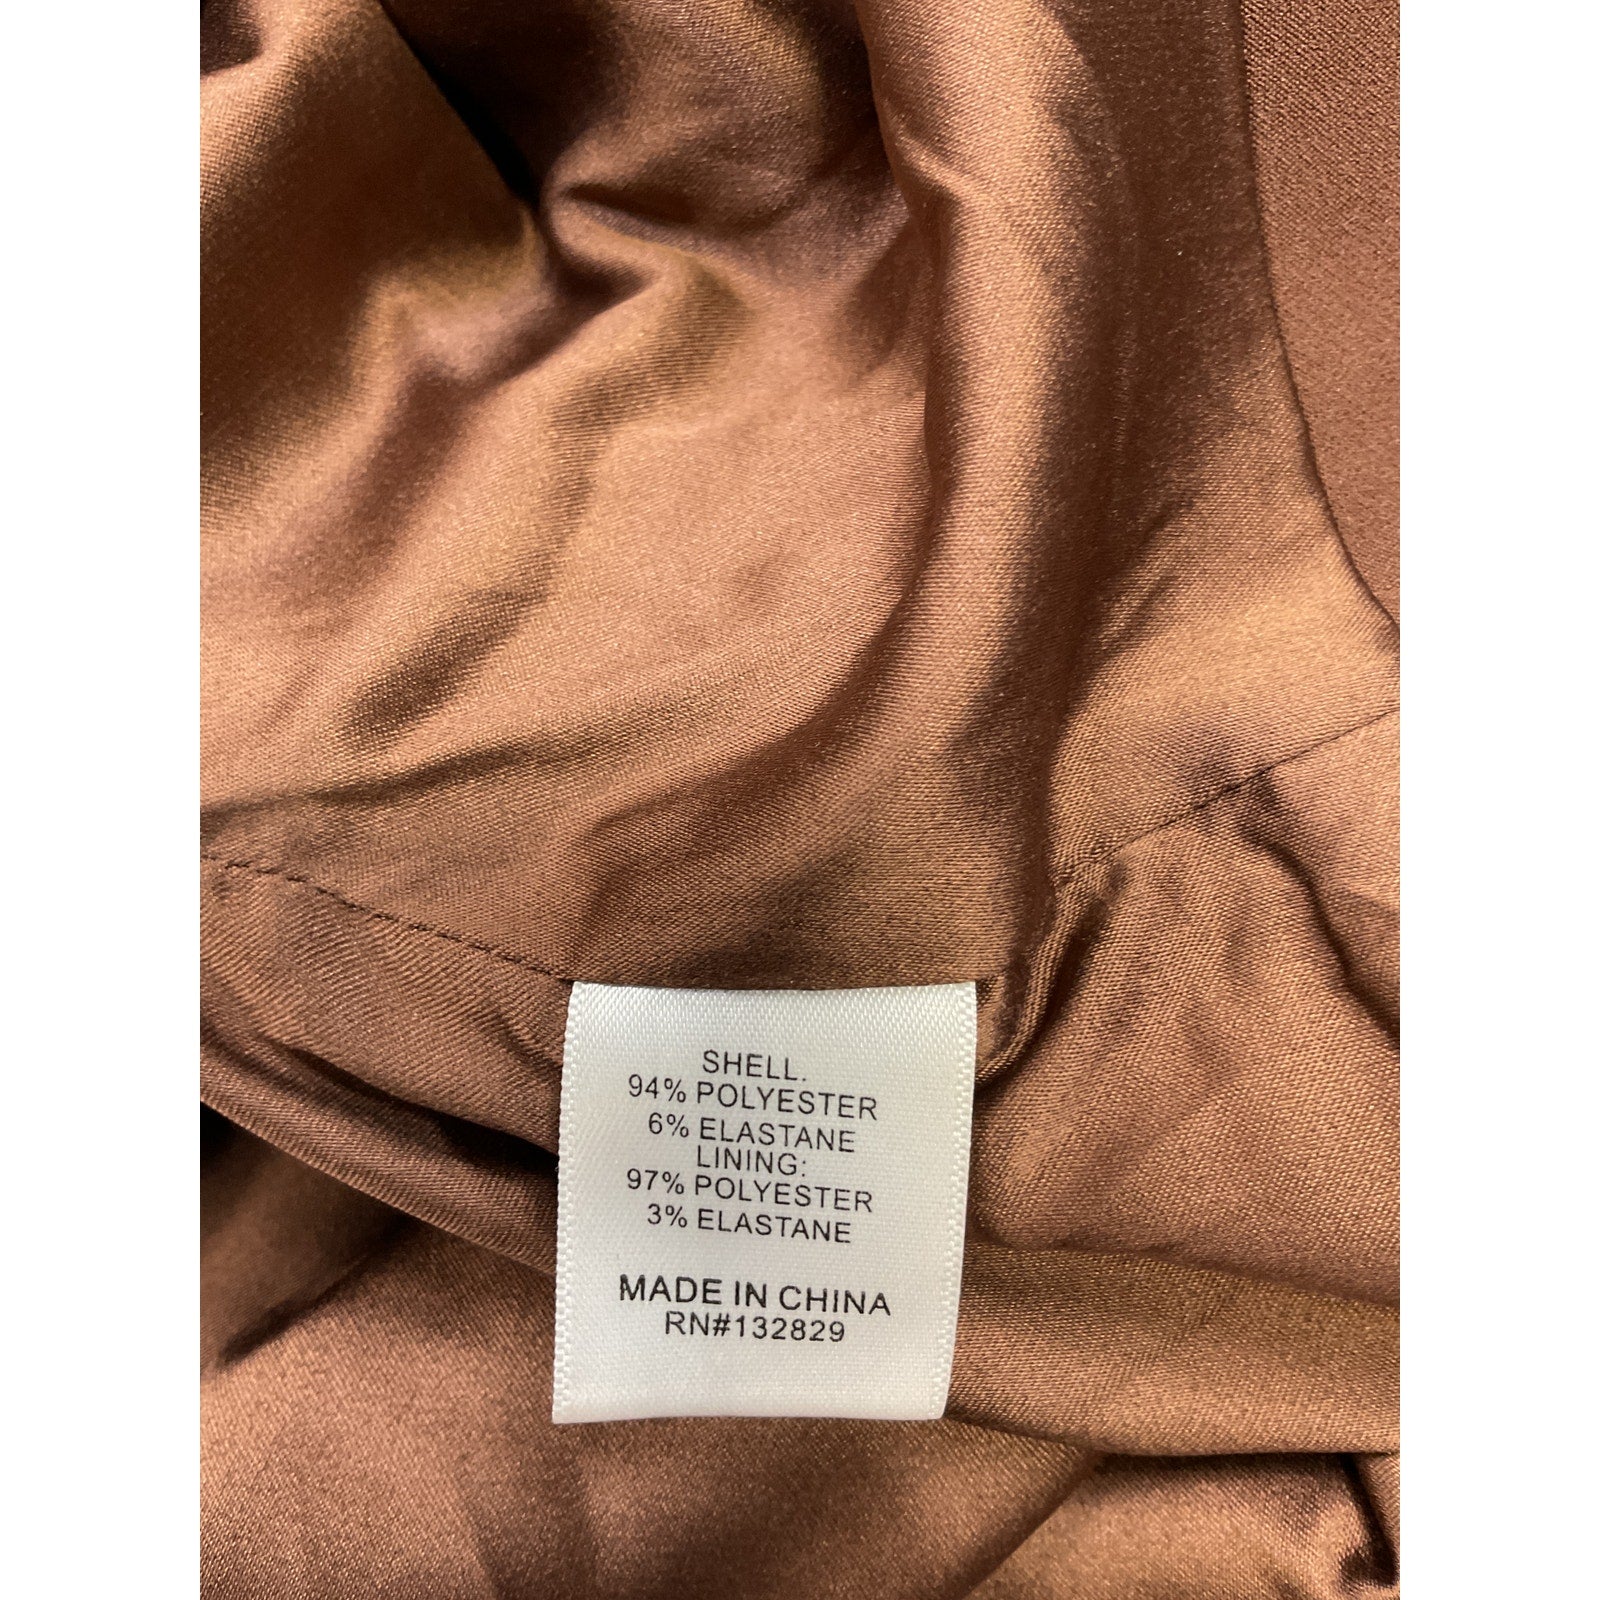 SHELL.
94% POLYESTER
6% ELASTANE
LINING:
97% POLYESTER
3% ELASTANE
MADE IN CHINA
RN#132829